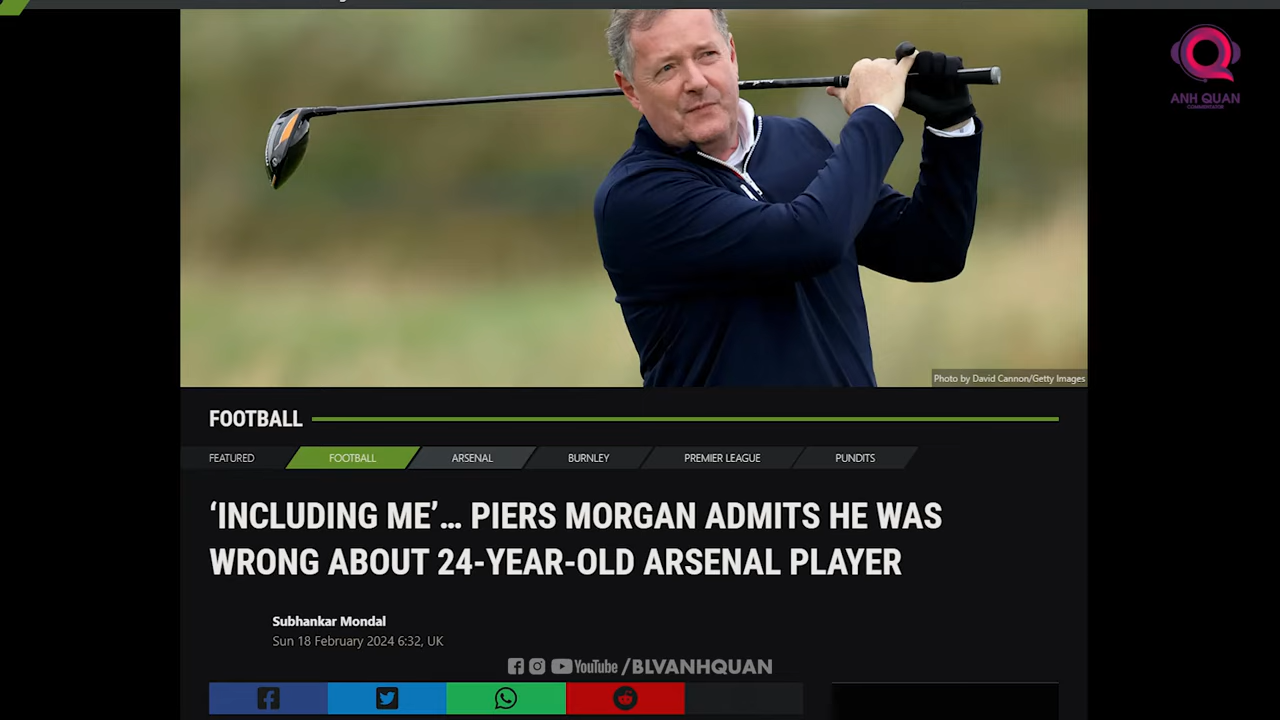 ANH QUAN
COMMENTATOR
Photo by David Cannon/Getty Images
FOOTBALL
FEATURED
FOOTBALL
ARSENAL
BURNLEY
PREMIER LEAGUE
PUNDITS
‘INCLUDING ME’... PIERS MORGAN ADMITS HE WAS
WRONG ABOUT 24-YEAR-OLD ARSENAL PLAYER
Subhankar Mondal
Sun 18 February 2024 6:32, UK
YouTube /BLVANHQUAN